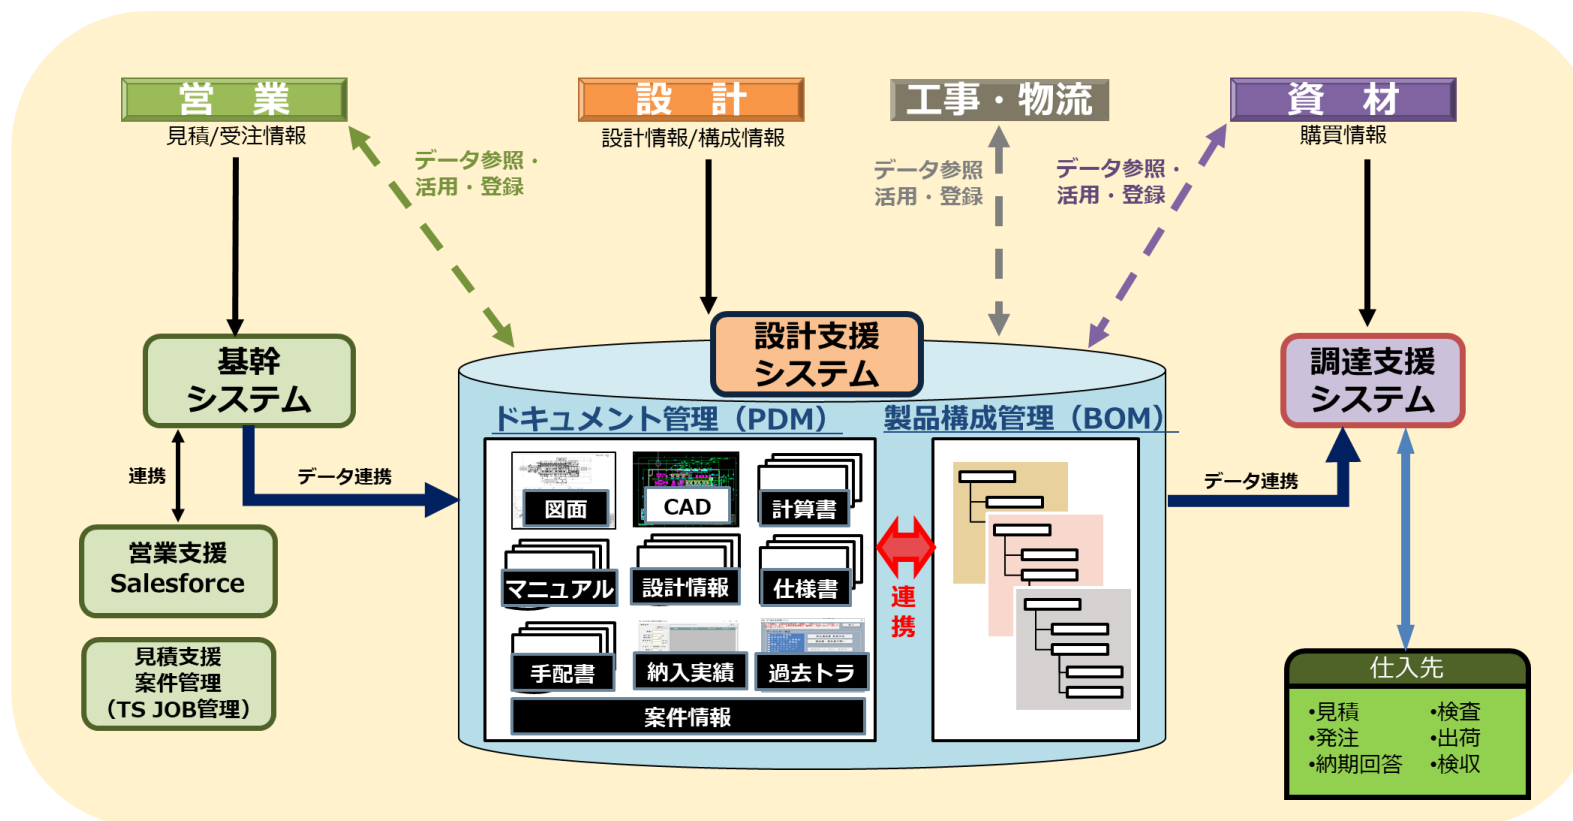 営　業
見積/受注情報
設　計
設計情報/構成情報
工事・物流
資　材
購買情報
データ参照・
活用・登録
データ参照
活用・登録
データ参照・
活用・登録
基幹
システム
設計支援
システム
調達支援
システム
連携
データ連携
データ連携
営業支援
Salesforce
見積支援
案件管理
（TS JOB管理）
ドキュメント管理（PDM）
製品構成管理（BOM）
図面
CAD
計算書
マニュアル
設計情報
仕様書
手配書
納入実績
過去トラ
案件情報
連
携
仕入先
•見積
•発注
•納期回答
•検査
•出荷
•検収